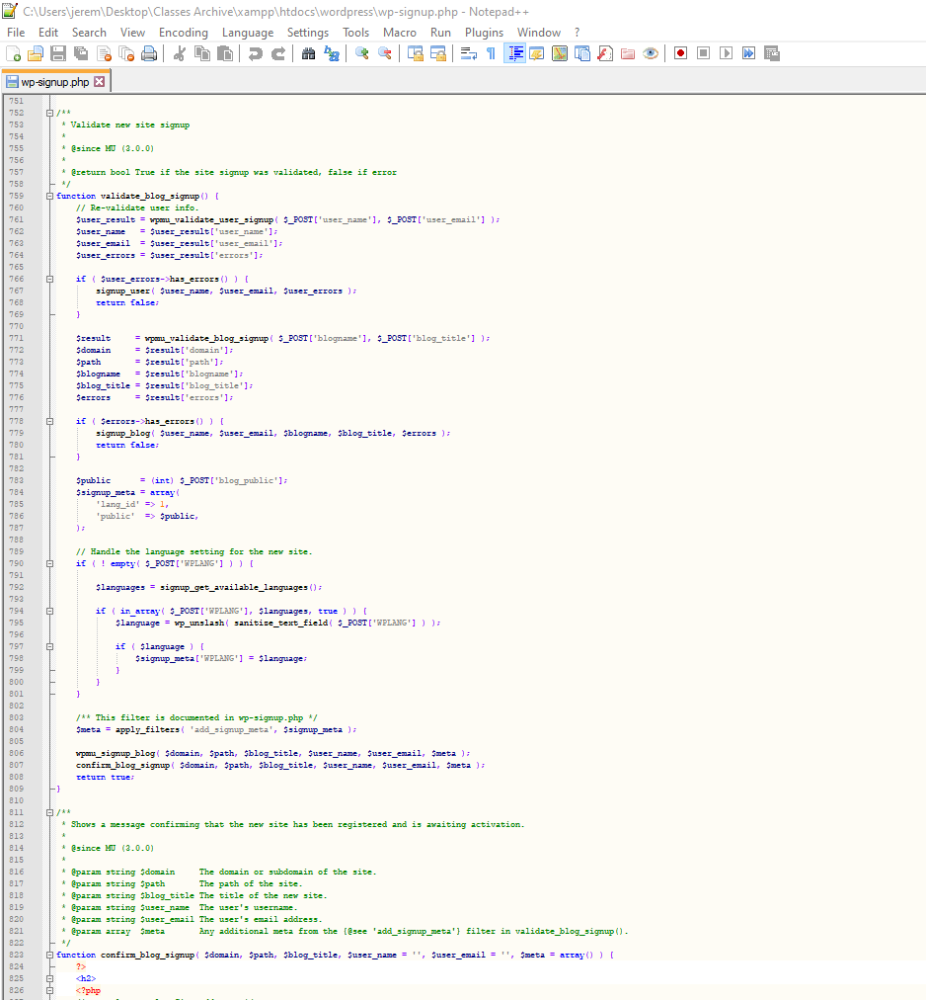 C:\Users\jerem\Desktop\Classes Archive\xampp\htdocs\wordpress\wp-signup.php - Notepad++
File Edit Search View Encoding Language Settings Tools Macro Run Plugins Window ?
wp-signup.php
751
752 /**
753  * Validate new site signup
754  *
755  * @since MU (3.0.0)
756  *
757  * @return bool True if the site signup was validated, false if error
758  */
759 function validate_blog_signup() {
760     // Re-validate user info.
761     $user_result = wpmu_validate_user_signup( $_POST['user_name'], $_POST['user_email'] );
762     $user_name   = $user_result['user_name'];
763     $user_email  = $user_result['user_email'];
764     $user_errors = $user_result['errors'];
765
766     if ( $user_errors->has_errors() ) {
767         signup_user( $user_name, $user_email, $user_errors );
768         return false;
769     }
770
771     $result     = wpmu_validate_blog_signup( $_POST['blogname'], $_POST['blog_title'] );
772     $domain     = $result['domain'];
773     $path       = $result['path'];
774     $blogname   = $result['blogname'];
775     $blog_title = $result['blog_title'];
776     $errors     = $result['errors'];
777
778     if ( $errors->has_errors() ) {
779         signup_blog( $user_name, $user_email, $blogname, $blog_title, $errors );
780         return false;
781     }
782
783     $public      = (int) $_POST['blog_public'];
784     $signup_meta = array(
785         'lang_id' => 1,
786         'public'  => $public,
787     );
788
789     // Handle the language setting for the new site.
790     if ( ! empty( $_POST['WPLANG'] ) ) {
791
792         $languages = signup_get_available_languages();
793
794         if ( in_array( $_POST['WPLANG'], $languages, true ) ) {
795             $language = wp_unslash( sanitize_text_field( $_POST['WPLANG'] ) );
796
797             if ( $language ) {
798                 $signup_meta['WPLANG'] = $language;
799             }
800         }
801     }
802
803     /** This filter is documented in wp-signup.php */
804     $meta = apply_filters( 'add_signup_meta', $signup_meta );
805
806     wpmu_signup_blog( $domain, $path, $blog_title, $user_name, $user_email, $meta );
807     confirm_blog_signup( $domain, $path, $blog_title, $user_name, $user_email, $meta );
808     return true;
809 }
810
811 /**
812  * Shows a message confirming that the new site has been registered and is awaiting activation.
813  *
814  * @since MU (3.0.0)
815  *
816  * @param string $domain     The domain or subdomain of the site.
817  * @param string $path       The path of the site.
818  * @param string $blog_title The title of the new site.
819  * @param string $user_name  The user's username.
820  * @param string $user_email The user's email address.
821  * @param array  $meta       Any additional meta from the {@see 'add_signup_meta'} filter in validate_blog_signup().
822  */
823 function confirm_blog_signup( $domain, $path, $blog_title, $user_name = '', $user_email = '', $meta = array() ) {
824     ?>
825     <h2>
826     <?php